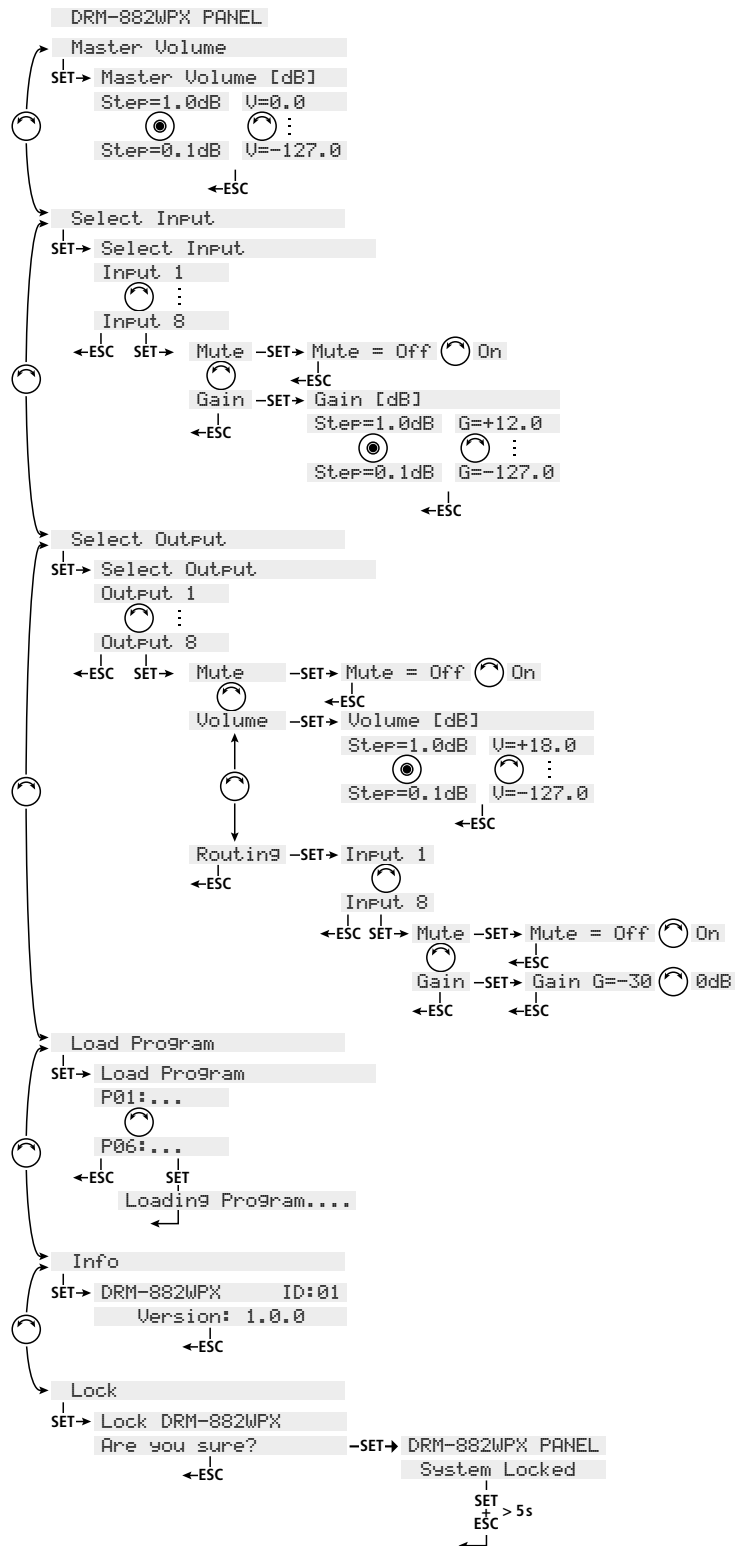 DRM-882WPX PANEL
Master Volume
SET Master Volume [dB]
Step=1.0dB V=0.0
Step=0.1dB V=-127.0
ESC
Select Input
SET Select Input
Input 1
Input 8
ESC SET Mute SET Mute = Off On
ESC
Gain SET Gain [dB]
ESC Step=1.0dB G=+12.0
Step=0.1dB G=-127.0
ESC
Select Output
SET Select Output
Output 1
Output 8
ESC SET Mute SET Mute = Off On
ESC
Volume SET Volume [dB]
Step=1.0dB V=+18.0
Step=0.1dB V=-127.0
ESC
Routing SET Input 1
ESC
Input 8
ESC SET Mute SET Mute = Off On
ESC
Gain SET Gain G=-30 0dB
ESC ESC
Load Program
SET Load Program
P01:...
P06:...
ESC SET
Loading Program....
Info
SET DRM-882WPX ID:01
Version: 1.0.0
ESC
Lock
SET Lock DRM-882WPX
Are you sure? SET DRM-882WPX PANEL
ESC System Locked
SET
+ > 5s
ESC